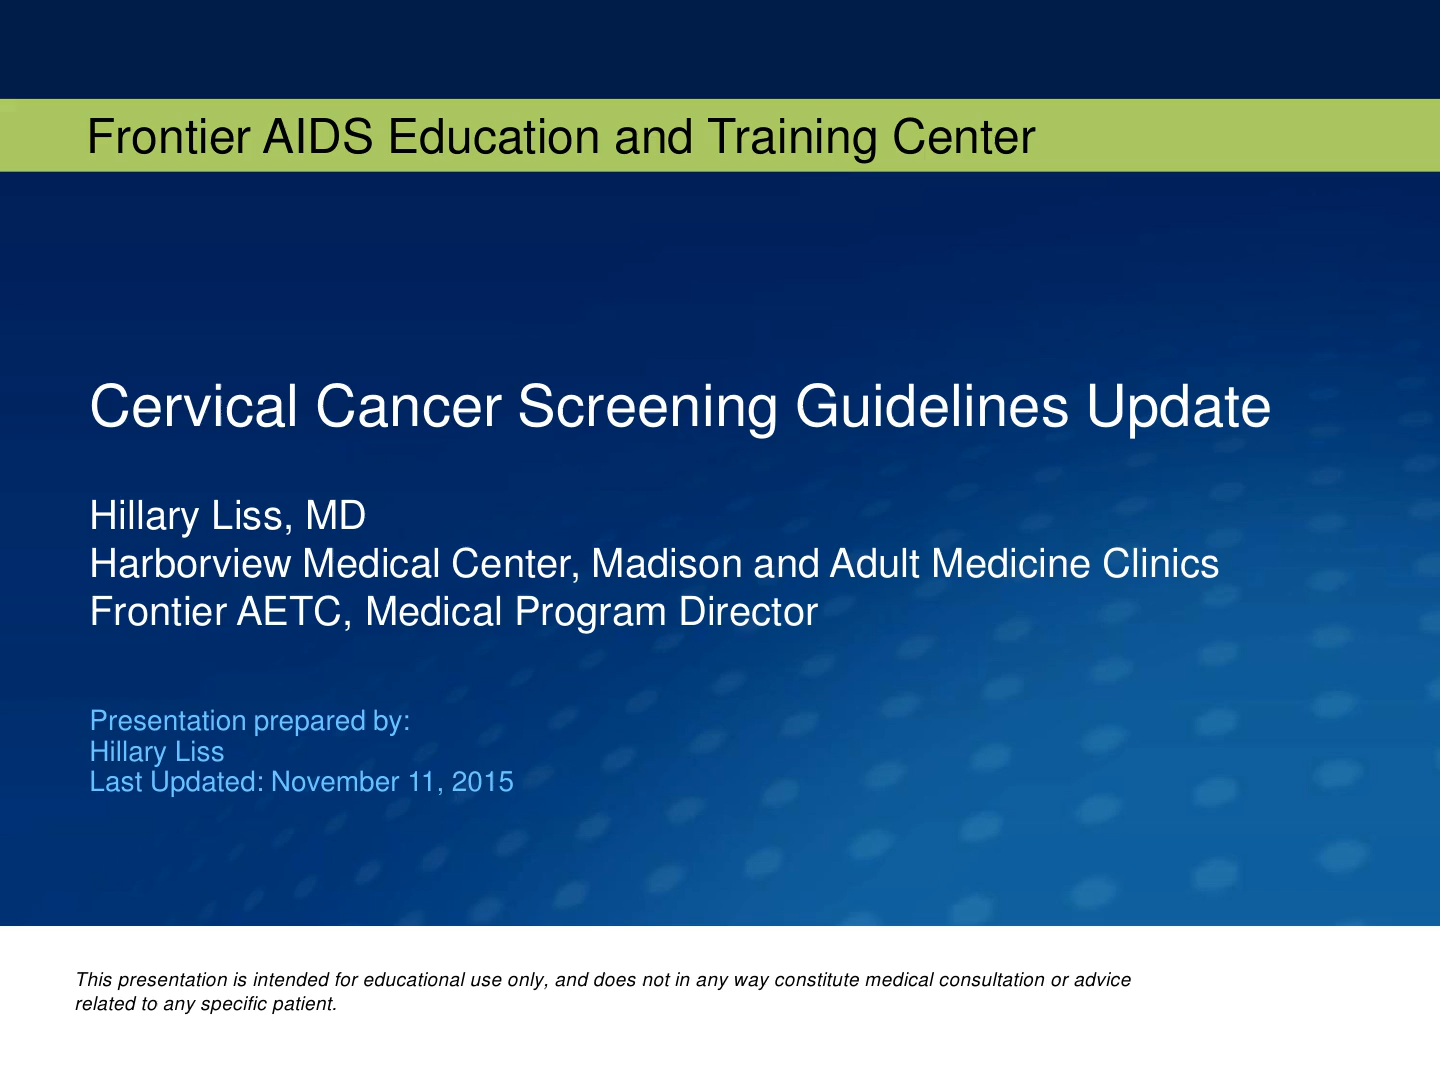 Frontier AIDS Education and Training Center
Cervical Cancer Screening Guidelines Update
Hillary Liss, MD
Harborview Medical Center, Madison and Adult Medicine Clinics
Frontier AETC, Medical Program Director
Presentation prepared by:
Hillary Liss
Last Updated: November 11, 2015
This presentation is intended for educational use only, and does not in any way constitute medical consultation or advice
related to any specific patient.